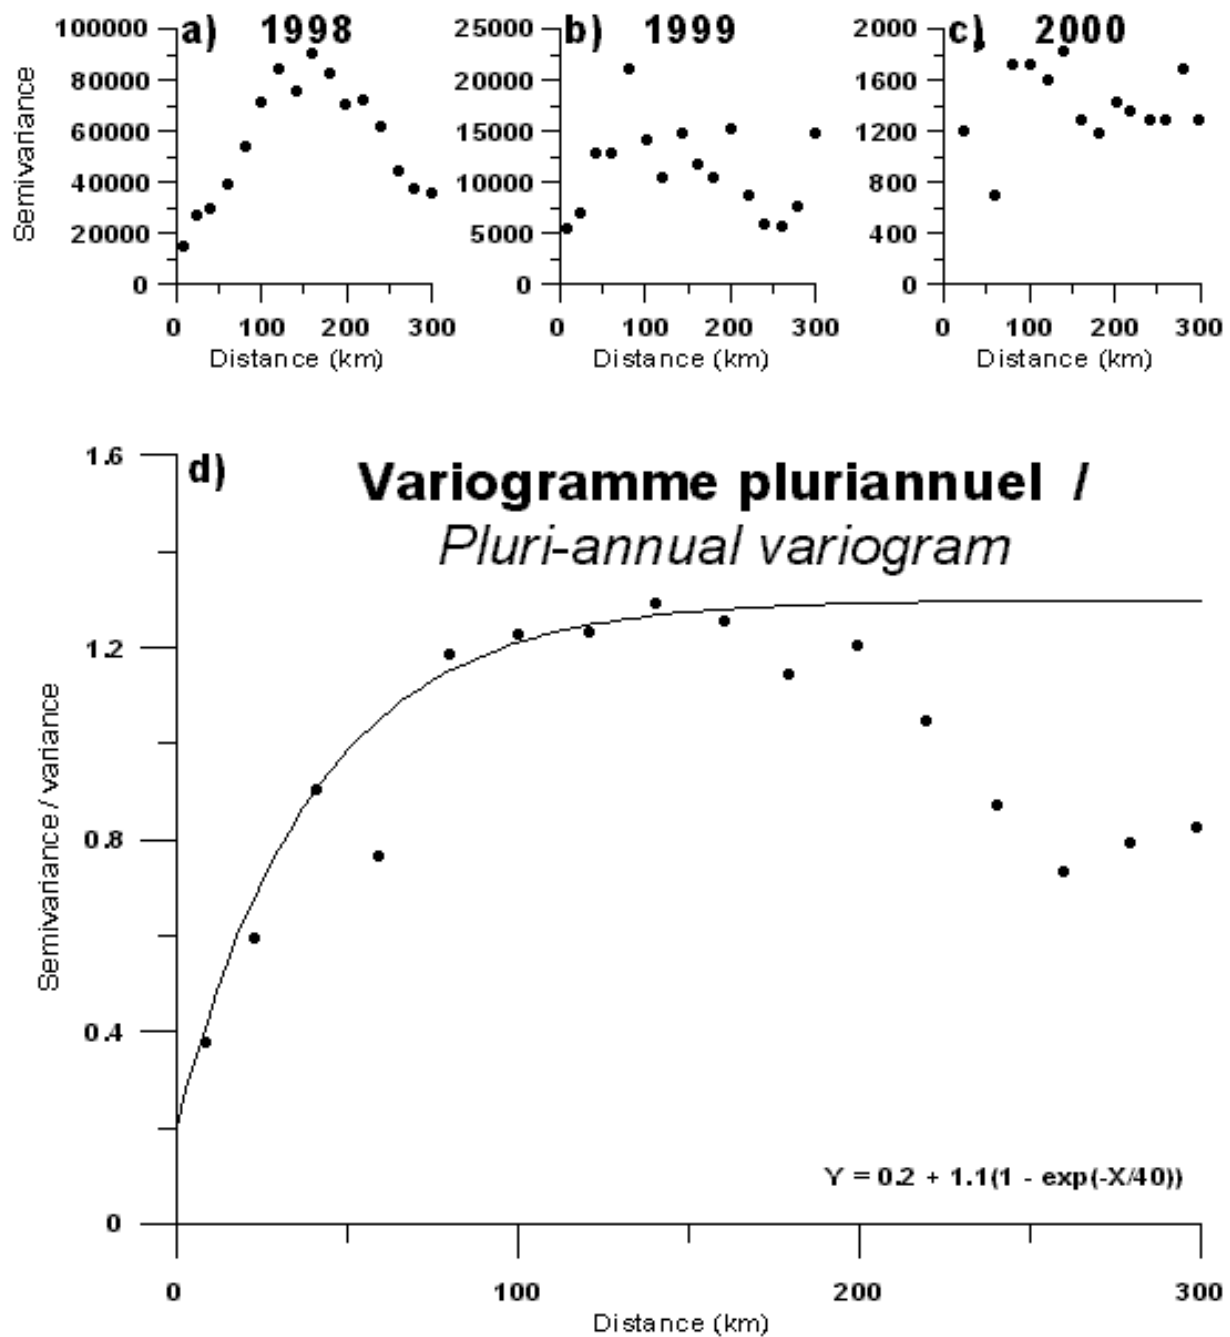 a) 1998
100000
80000
60000
40000
20000
0
Semivariance
0 100 200 300
Distance (km)
b) 1999
25000
20000
15000
10000
5000
0
0 100 200 300
Distance (km)
c) 2000
2000
1600
1200
800
400
0
0 100 200 300
Distance (km)
d)
Variogramme pluriannuel /
Pluri-annual variogram
1.6
1.2
0.8
0.4
0
Semivariance / variance
Y = 0.2 + 1.1(1 - exp(-X/40))
0 100 200 300
Distance (km)